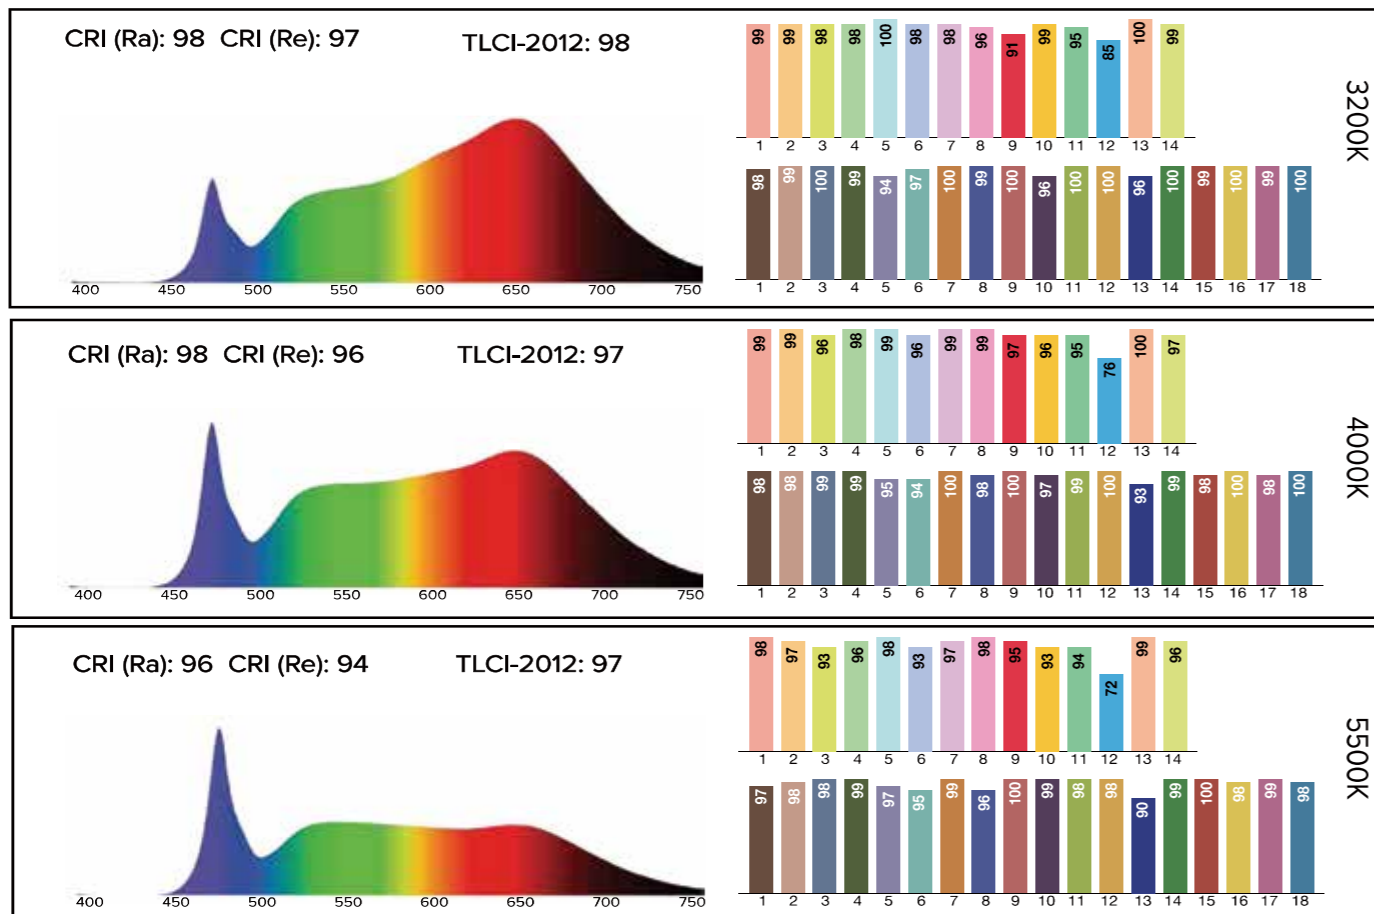 CRI (Ra): 98 CRI (Re): 97 TLCI-2012: 98
99 99 98 98 100 98 98 96 91 99 95 85 100 99
1 2 3 4 5 6 7 8 9 10 11 12 13 14
98 99 100 99 94 97 100 99 100 96 100 100 96 100 99 100 99 100
1 2 3 4 5 6 7 8 9 10 11 12 13 14 15 16 17 18
400 450 500 550 600 650 700 750
3200K
CRI (Ra): 98 CRI (Re): 96 TLCI-2012: 97
99 99 96 98 99 96 99 99 97 96 95 76 100 97
1 2 3 4 5 6 7 8 9 10 11 12 13 14
98 98 99 99 95 94 100 98 100 97 99 100 93 99 98 100 98 100
1 2 3 4 5 6 7 8 9 10 11 12 13 14 15 16 17 18
400 450 500 550 600 650 700 750
4000K
CRI (Ra): 96 CRI (Re): 94 TLCI-2012: 97
98 97 93 96 98 93 97 98 95 93 94 72 99 96
1 2 3 4 5 6 7 8 9 10 11 12 13 14
97 98 98 99 97 95 99 96 100 99 98 98 90 99 100 98 99 98
1 2 3 4 5 6 7 8 9 10 11 12 13 14 15 16 17 18
400 450 500 550 600 650 700 750
5500K